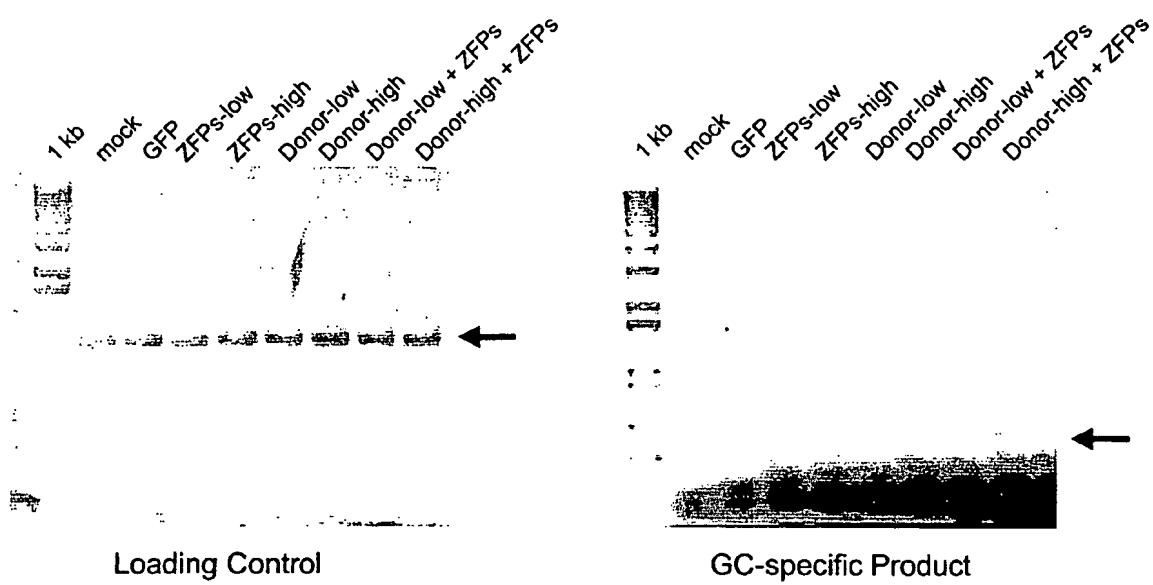 1 kb
mock
GFP
ZFPs-low
ZFPs-high
Donor-low
Donor-high
Donor-low + ZFPs
Donor-high + ZFPs
1 kb
mock
GFP
ZFPs-low
ZFPs-high
Donor-low
Donor-high
Donor-low + ZFPs
Donor-high + ZFPs
Loading Control
GC-specific Product